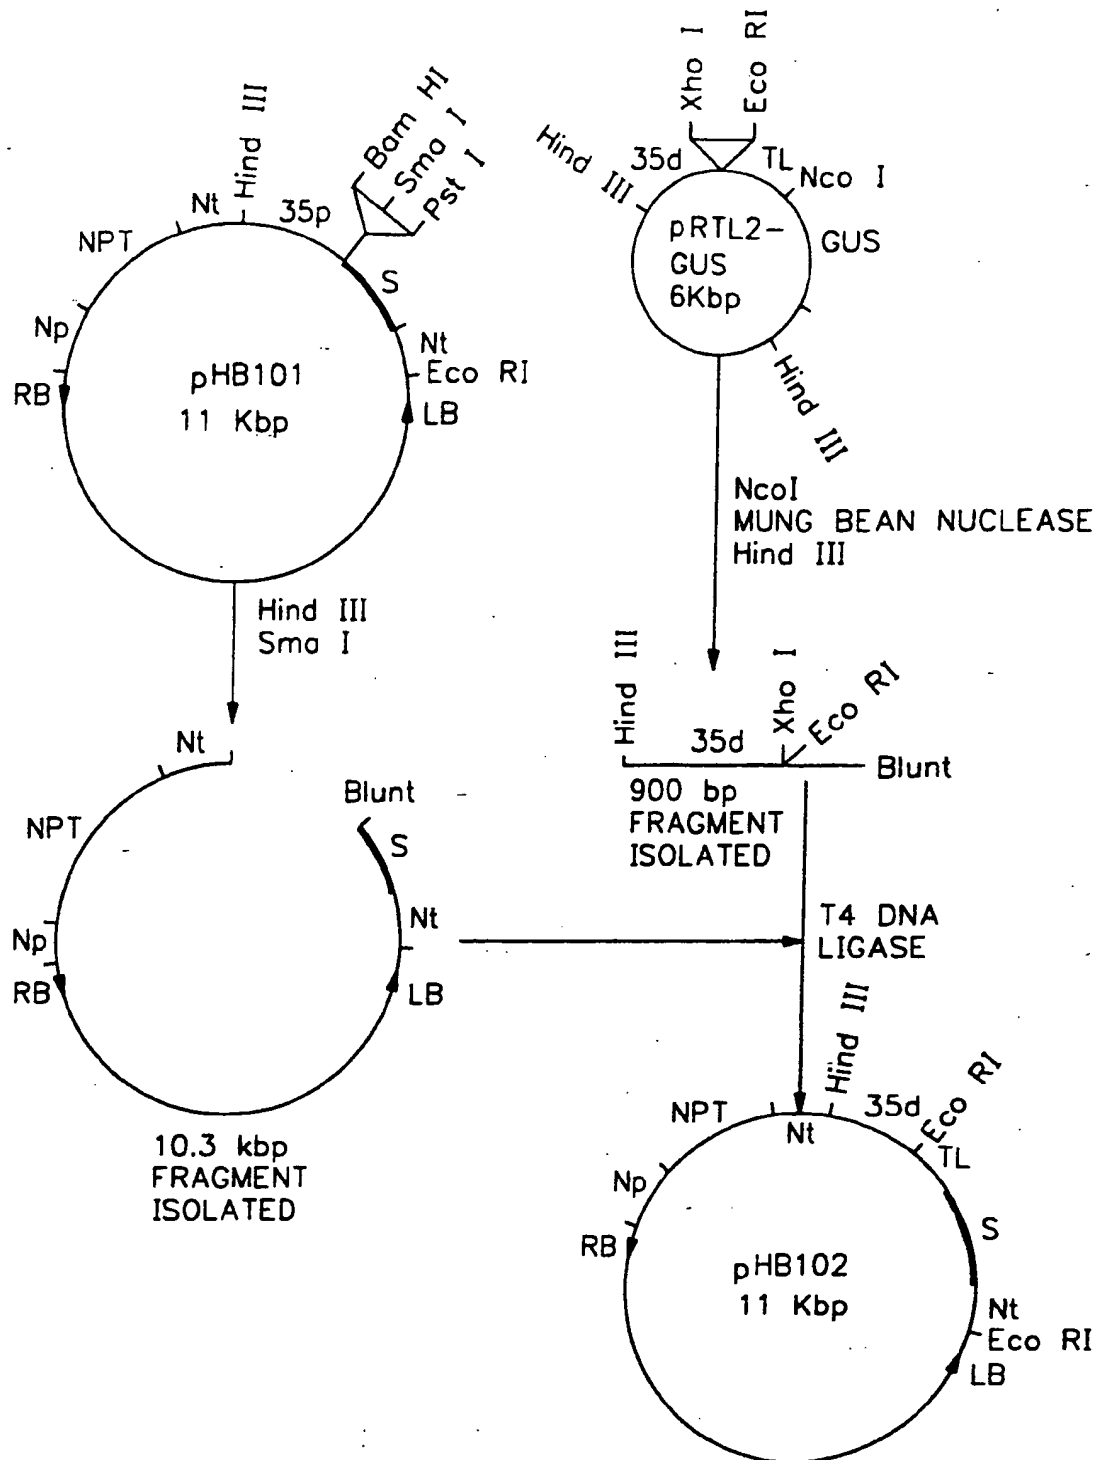 Hind III
35p
Bam HI
Sma I
Pst I
Nt
NPT
Np
RB
S
Nt
Eco RI
LB
pHB101
11 Kbp
Xho I
Eco RI
Hind III
35d
TL
Nco I
GUS
pRTL2-
GUS
6Kbp
Hind III
Hind III
Sma I
NcoI
MUNG BEAN NUCLEASE
Hind III
Nt
NPT
Np
RB
Blunt
S
Nt
LB
10.3 kbp
FRAGMENT
ISOLATED
Hind III
35d
Xho I
Eco RI
Blunt
900 bp
FRAGMENT
ISOLATED
T4 DNA
LIGASE
NPT
Nt
Hind III
35d
Eco RI
TL
Np
RB
S
Nt
Eco RI
LB
pHB102
11 Kbp